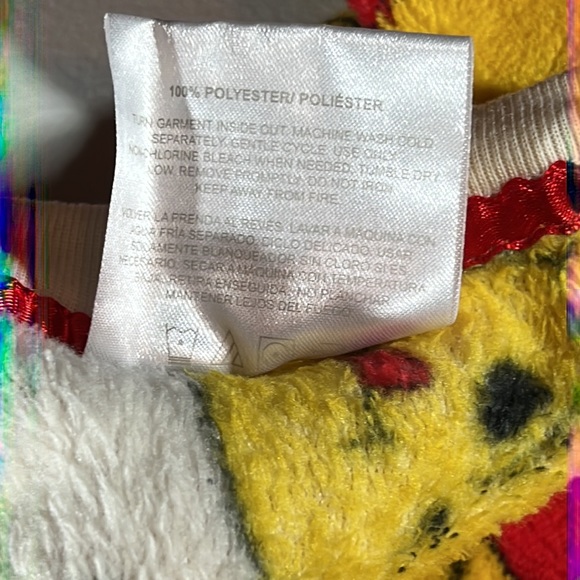 100% POLYESTER/ POLIÉSTER
TURN GARMENT INSIDE OUT. MACHINE WASH COLD
SEPARATELY, GENTLE CYCLE. USE ONLY
NON-CHLORINE BLEACH WHEN NEEDED. TUMBLE DRY
LOW. REMOVE PROMPTLY. DO NOT IRON.
KEEP AWAY FROM FIRE.
VOLVER LA PRENDA AL REVES. LAVAR A MAQUINA CON
AGUA FRÍA SEPARADO, CICLO DELICADO. USAR
SOLAMENTE BLANQUEADOR SIN CLORO SI ES
NECESARIO. SECAR A MAQUINA CON TEMPERATURA
BAJA. RETIRA ENSEGUIDA. NO PLANCHAR.
MANTENER LEJOS DEL FUEGO.